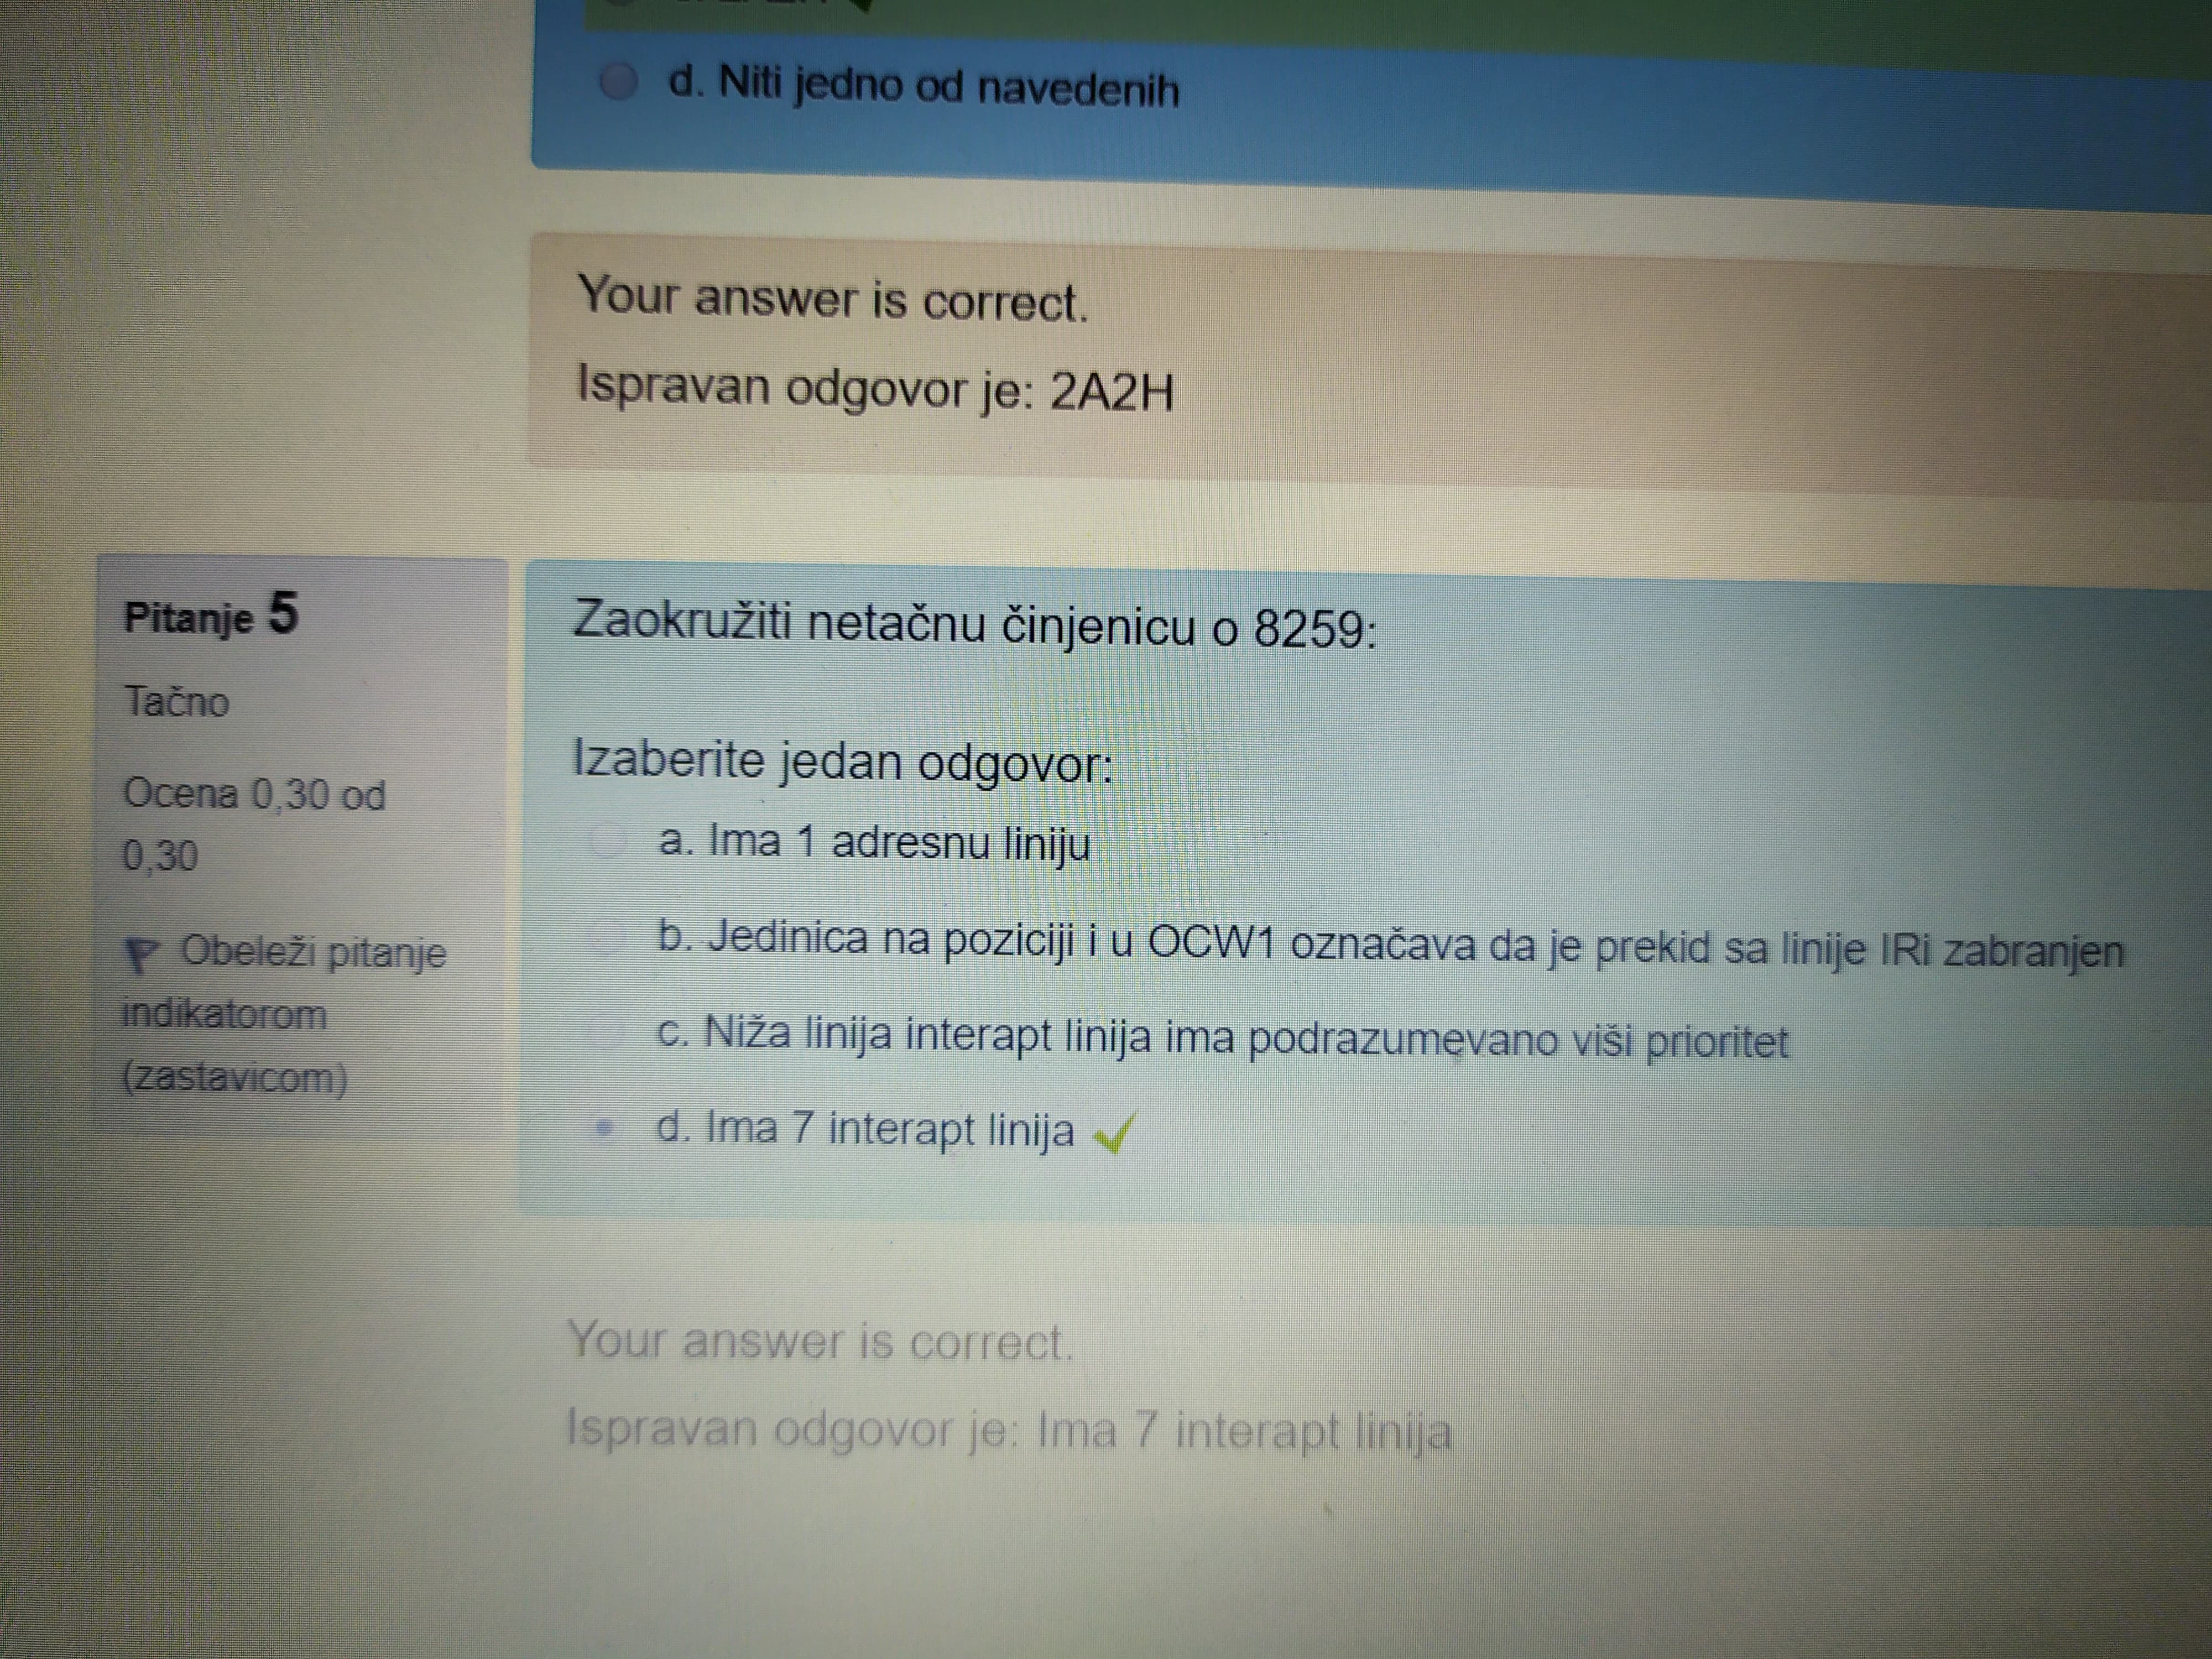 d. Niti jedno od navedenih
Your answer is correct.
Ispravan odgovor je: 2A2H
Pitanje 5
Tačno
Ocena 0,30 od
0,30
Obeleži pitanje
indikatorom
(zastavicom)
Zaokružiti netačnu činjenicu o 8259:
Izaberite jedan odgovor:
a. Ima 1 adresnu liniju
b. Jedinica na poziciji i u OCW1 označava da je prekid sa linije IRi zabranjen
c. Niža linija interapt linija ima podrazumevano viši prioritet
d. Ima 7 interapt linija
Your answer is correct.
Ispravan odgovor je: Ima 7 interapt linija